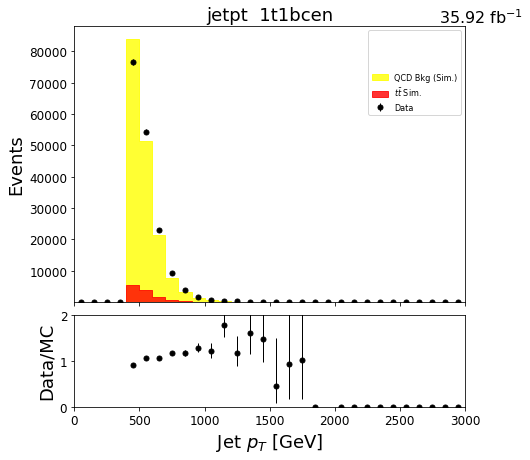 jetpt 1t1bcen
35.92 fb⁻¹
QCD Bkg (Sim.)
tt̄ Sim.
Data
Events
80000
70000
60000
50000
40000
30000
20000
10000
Data/MC
2
1
0
0 500 1000 1500 2000 2500 3000
Jet p_T [GeV]